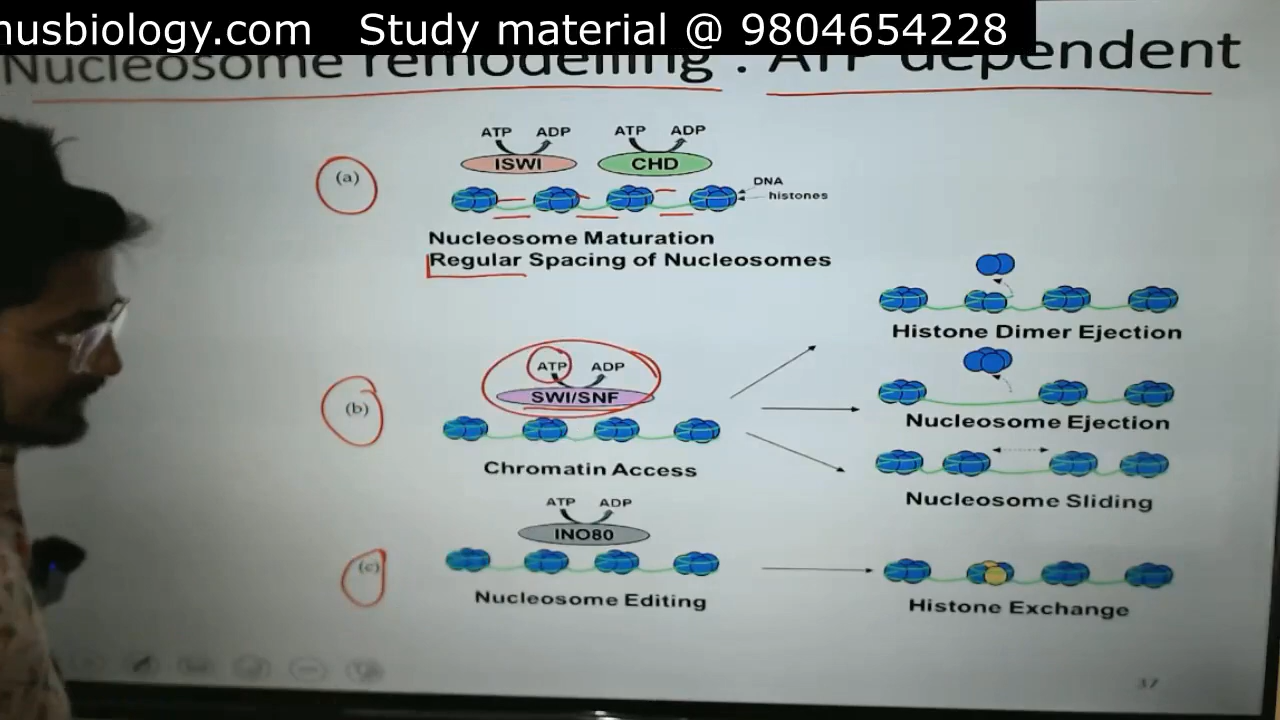 nusbiology.com Study material @ 9804654228
Nucleosome remodelling : ATP dependent
(a)
ATP ADP ATP ADP
ISWI CHD
DNA
histones
Nucleosome Maturation
Regular Spacing of Nucleosomes
Histone Dimer Ejection
(b)
ATP ADP
SWI/SNF
Chromatin Access
Nucleosome Ejection
Nucleosome Sliding
(c)
ATP ADP
INO80
Nucleosome Editing
Histone Exchange
37